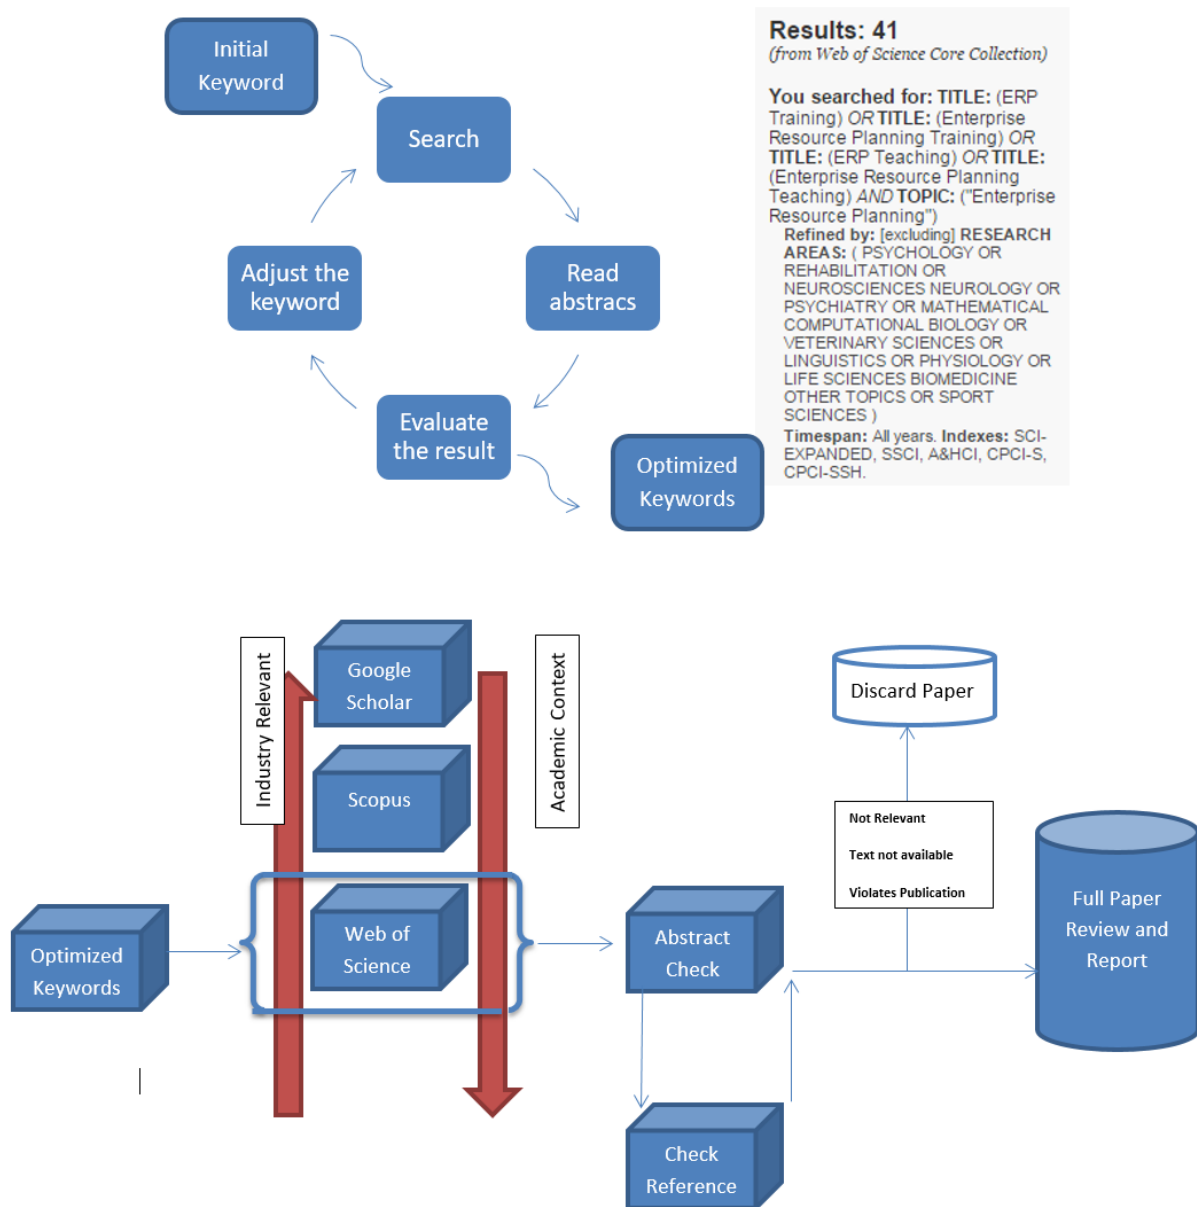 Initial
Keyword
Search
Adjust the
keyword
Read
abstracs
Evaluate
the result
Optimized
Keywords
Results: 41
(from Web of Science Core Collection)
You searched for: TITLE: (ERP
Training) OR TITLE: (Enterprise
Resource Planning Training) OR
TITLE: (ERP Teaching) OR TITLE:
(Enterprise Resource Planning
Teaching) AND TOPIC: ("Enterprise
Resource Planning")
Refined by: [excluding] RESEARCH
AREAS: ( PSYCHOLOGY OR
REHABILITATION OR
NEUROSCIENCES NEUROLOGY OR
PSYCHIATRY OR MATHEMATICAL
COMPUTATIONAL BIOLOGY OR
VETERINARY SCIENCES OR
LINGUISTICS OR PHYSIOLOGY OR
LIFE SCIENCES BIOMEDICINE
OTHER TOPICS OR SPORT
SCIENCES )
Timespan: All years. Indexes: SCI-
EXPANDED, SSCI, A&HCI, CPCI-S,
CPCI-SSH.
Optimized
Keywords
Industry Relevant
Google
Scholar
Scopus
Web of
Science
Academic Context
Abstract
Check
Check
Reference
Discard Paper
Not Relevant
Text not available
Violates Publication
Full Paper
Review and
Report